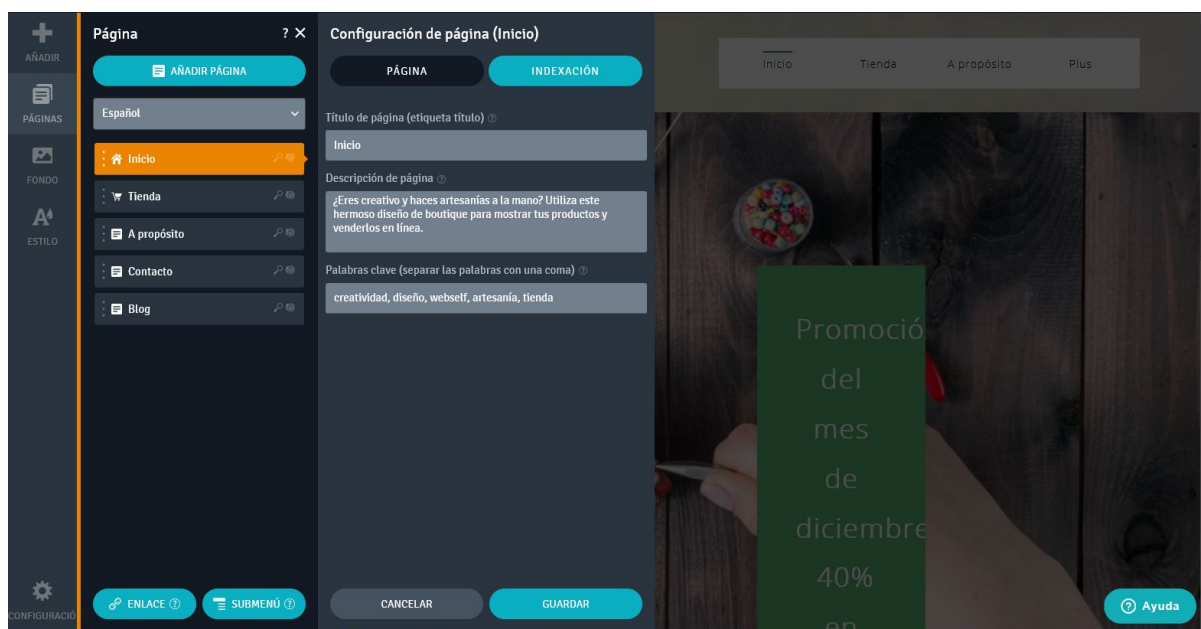 AÑADIR
PÁGINAS
FONDO
ESTILO
CONFIGURACIÓ
Página ? ×
AÑADIR PÁGINA
Español
Inicio
Tienda
A propósito
Contacto
Blog
ENLACE ?
SUBMENÚ ?
Configuración de página (Inicio)
PÁGINA
INDEXACIÓN
Título de página (etiqueta título) ?
Inicio
Descripción de página ?
¿Eres creativo y haces artesanías a la mano? Utiliza este
hermoso diseño de boutique para mostrar tus productos y
venderlos en línea.
Palabras clave (separar las palabras con una coma) ?
creatividad, diseño, webself, artesanía, tienda
CANCELAR
GUARDAR
Inicio Tienda A propósito Plus
Promoció
del
mes
de
diciembre
40%
en
? Ayuda